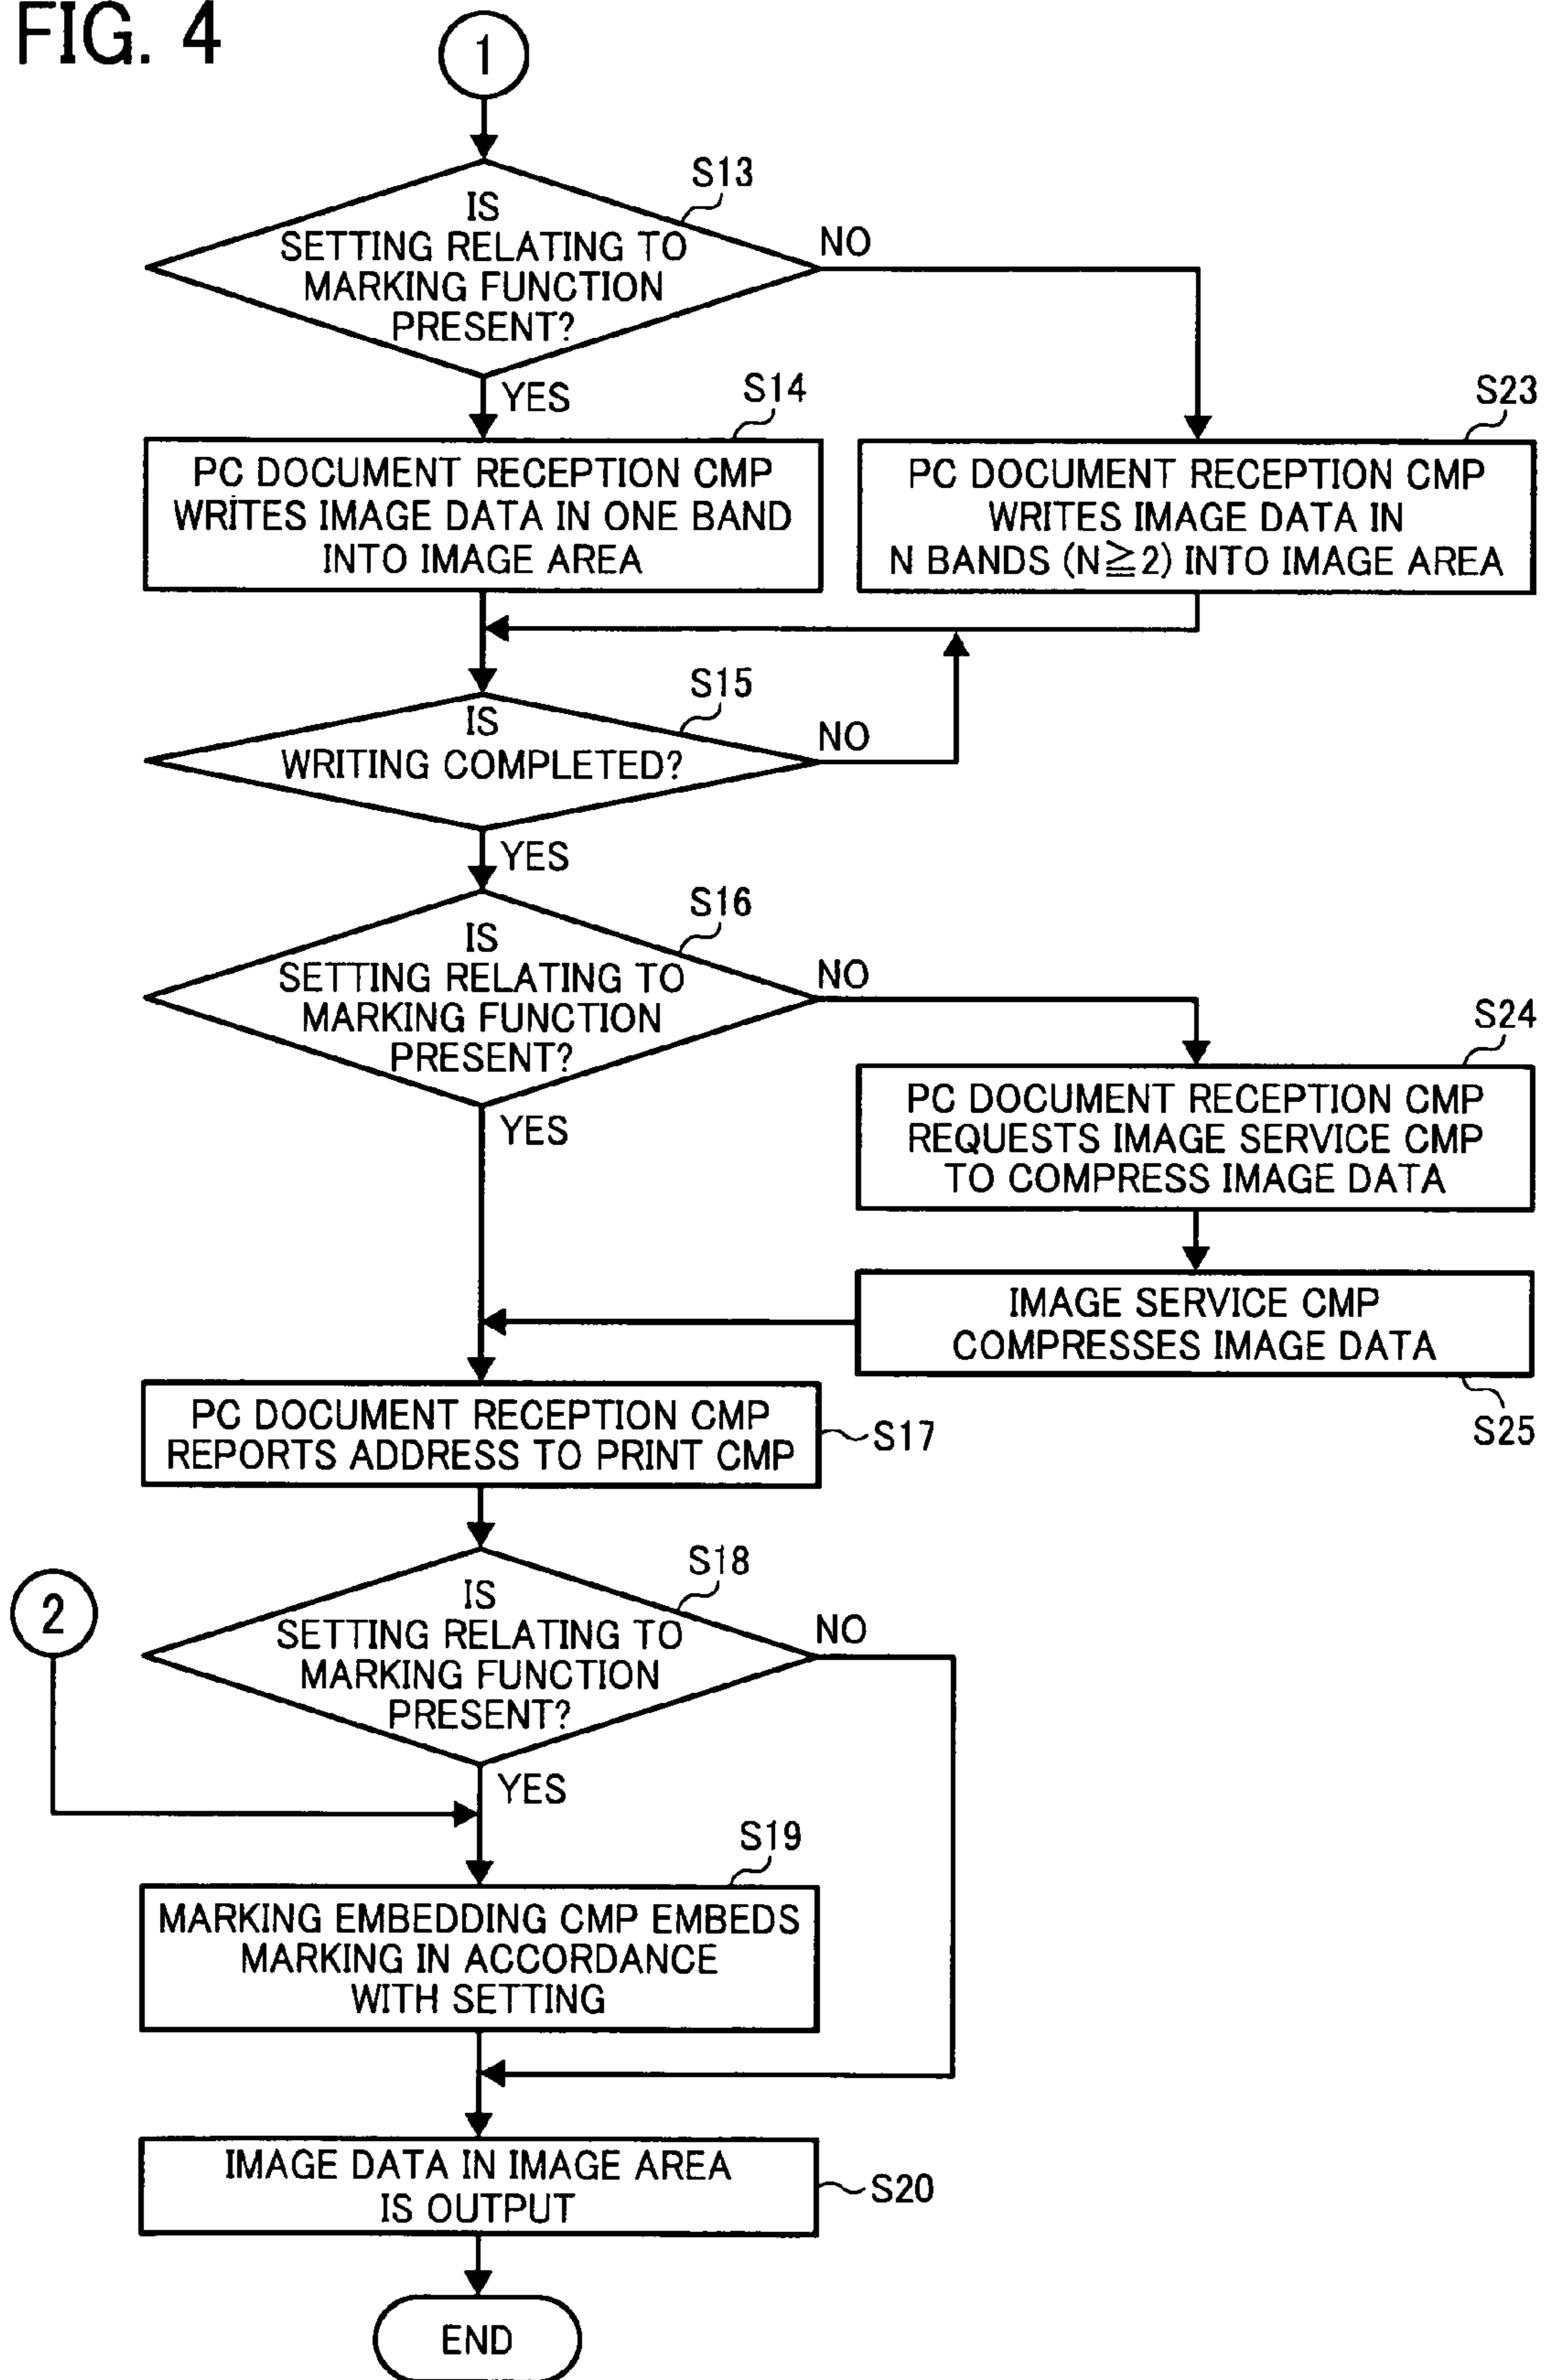 FIG. 4
1
S13
IS
SETTING RELATING TO
MARKING FUNCTION
PRESENT?
NO
YES
S14
PC DOCUMENT RECEPTION CMP
WRITES IMAGE DATA IN ONE BAND
INTO IMAGE AREA
S23
PC DOCUMENT RECEPTION CMP
WRITES IMAGE DATA IN
N BANDS (N≧2) INTO IMAGE AREA
S15
IS
WRITING COMPLETED?
NO
YES
S16
IS
SETTING RELATING TO
MARKING FUNCTION
PRESENT?
NO
YES
S24
PC DOCUMENT RECEPTION CMP
REQUESTS IMAGE SERVICE CMP
TO COMPRESS IMAGE DATA
IMAGE SERVICE CMP
COMPRESSES IMAGE DATA
S25
PC DOCUMENT RECEPTION CMP
REPORTS ADDRESS TO PRINT CMP
S17
S18
2
IS
SETTING RELATING TO
MARKING FUNCTION
PRESENT?
NO
YES
S19
MARKING EMBEDDING CMP EMBEDS
MARKING IN ACCORDANCE
WITH SETTING
IMAGE DATA IN IMAGE AREA
IS OUTPUT
S20
END